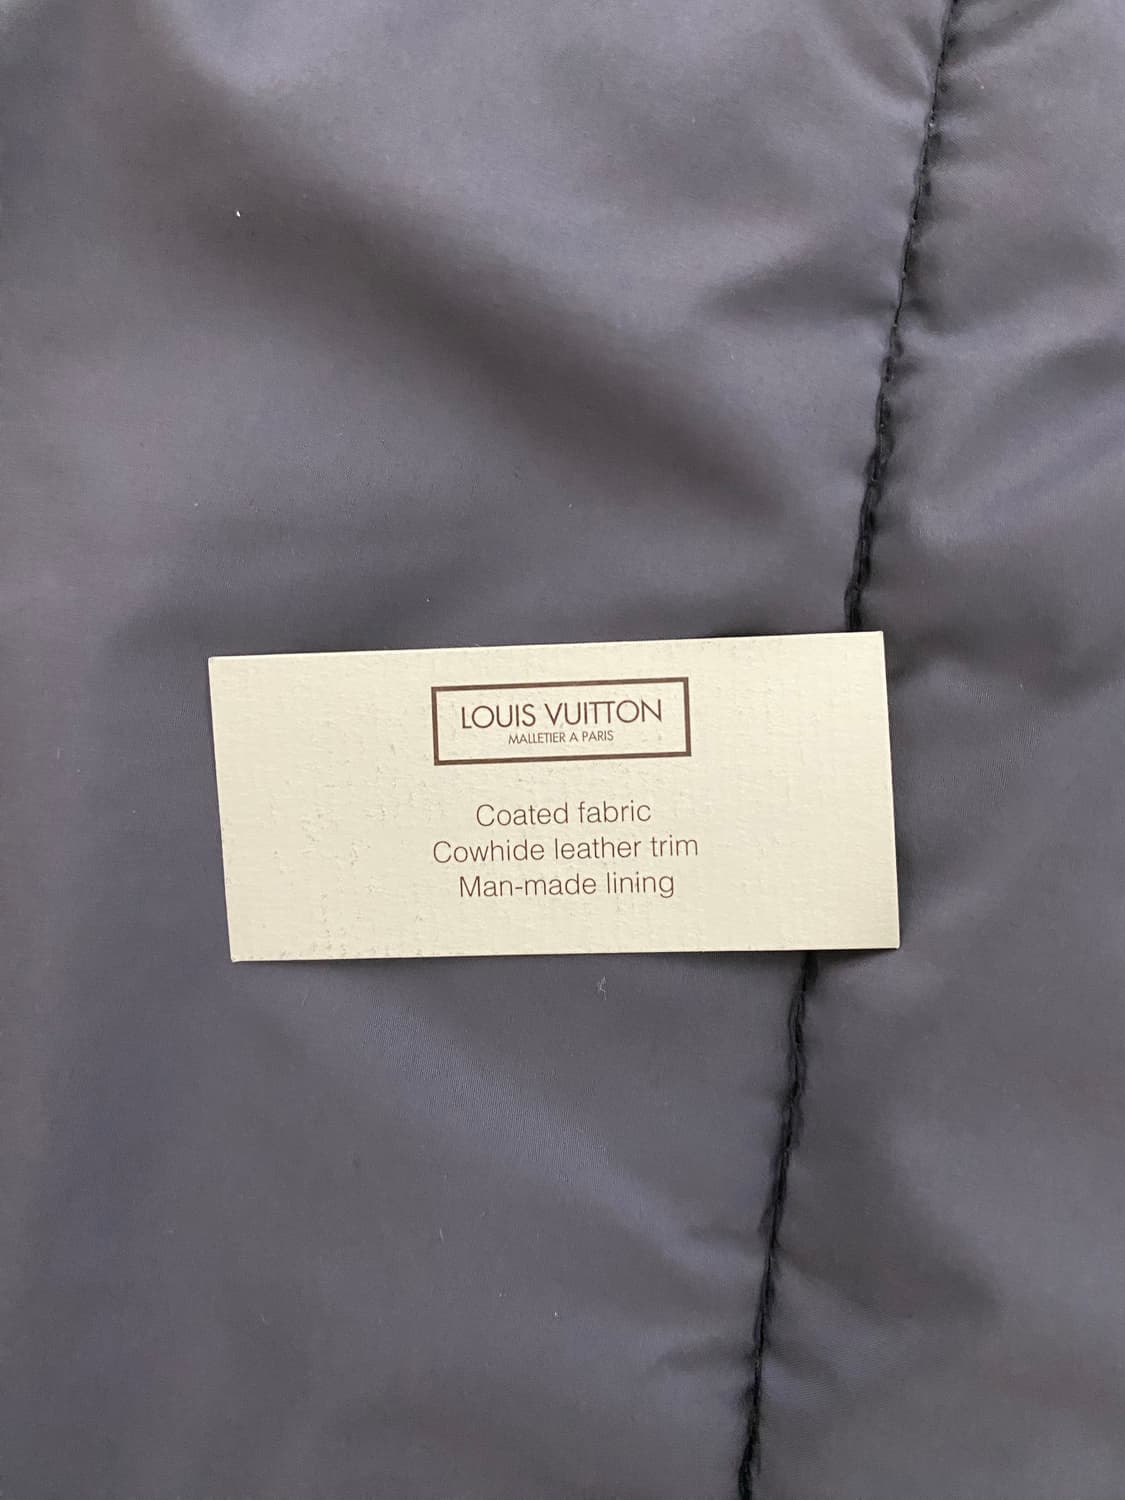 LOUIS VUITTON
MALLETIER A PARIS
Coated fabric
Cowhide leather trim
Man-made lining